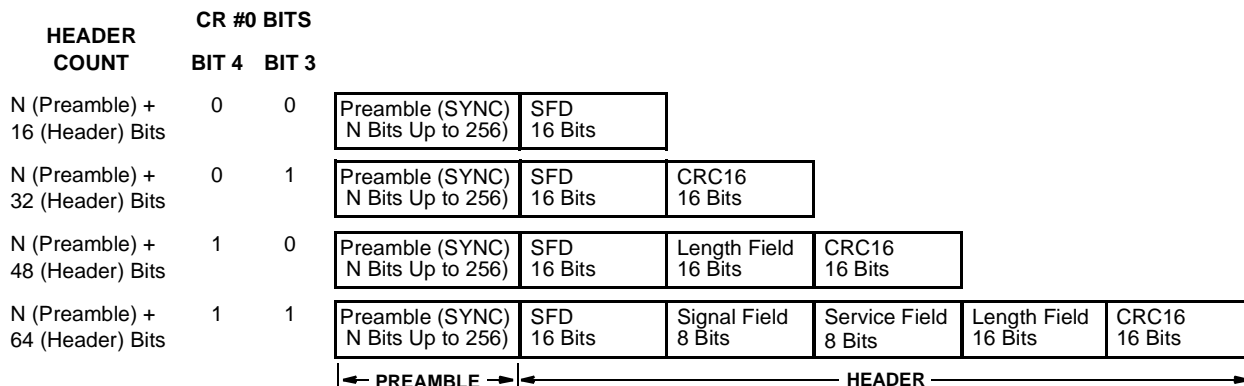 HEADER
COUNT
CR #0 BITS
BIT 4 BIT 3
N (Preamble) +
16 (Header) Bits
0 0
Preamble (SYNC)
N Bits Up to 256)
SFD
16 Bits
N (Preamble) +
32 (Header) Bits
0 1
Preamble (SYNC)
N Bits Up to 256)
SFD
16 Bits
CRC16
16 Bits
N (Preamble) +
48 (Header) Bits
1 0
Preamble (SYNC)
N Bits Up to 256)
SFD
16 Bits
Length Field
16 Bits
CRC16
16 Bits
N (Preamble) +
64 (Header) Bits
1 1
Preamble (SYNC)
N Bits Up to 256)
SFD
16 Bits
Signal Field
8 Bits
Service Field
8 Bits
Length Field
16 Bits
CRC16
16 Bits
PREAMBLE
HEADER